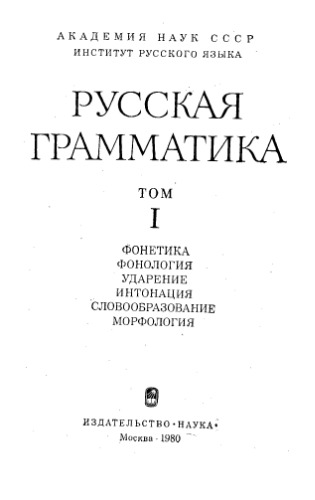 АКАДЕМИЯ НАУК СССР
ИНСТИТУТ РУССКОГО ЯЗЫКА
РУССКАЯ
ГРАММАТИКА
ТОМ
I
ФОНЕТИКА
ФОНОЛОГИЯ
УДАРЕНИЕ
ИНТОНАЦИЯ
СЛОВООБРАЗОВАНИЕ
МОРФОЛОГИЯ
ИЗДАТЕЛЬСТВО «НАУКА»
Москва · 1980